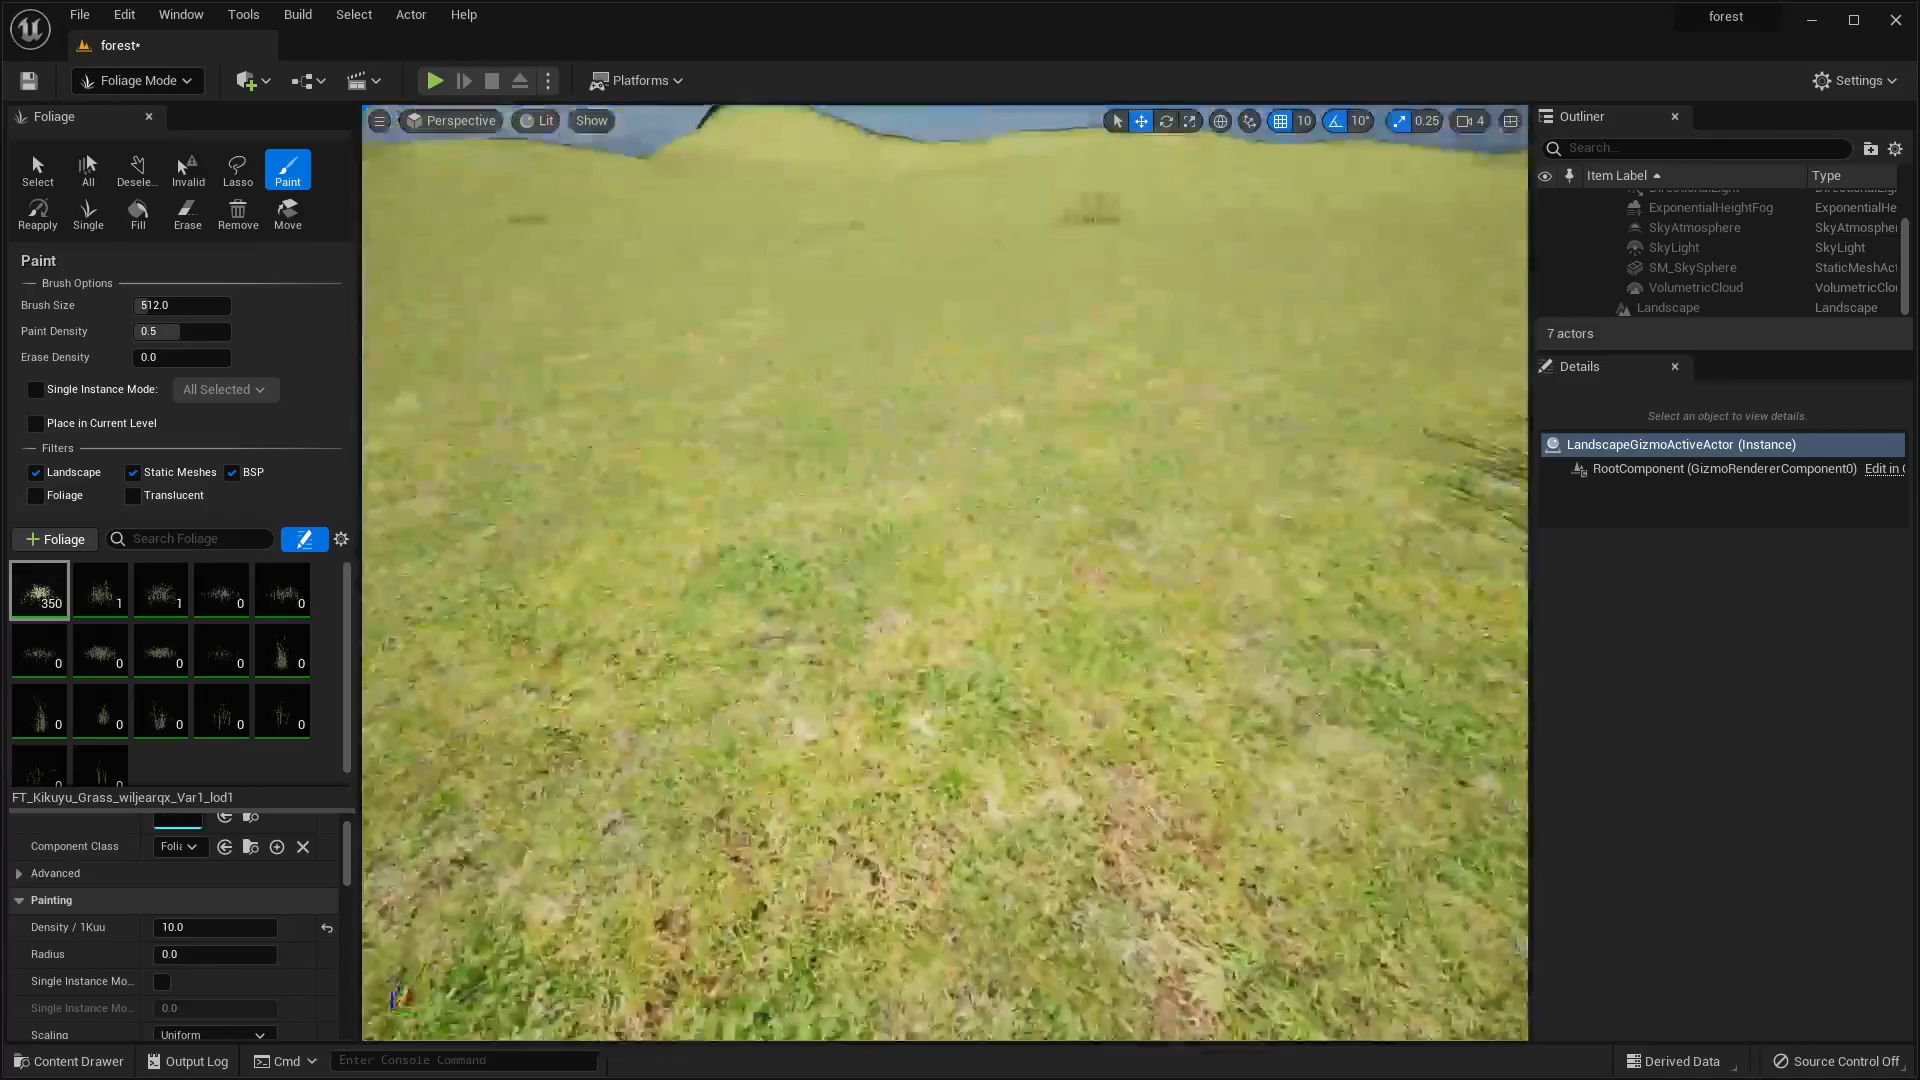 File Edit Window Tools Build Select Actor Help
forest
forest*
Foliage Mode
Platforms
Settings
Foliage
Select All Desele... Invalid Lasso Paint
Reapply Single Fill Erase Remove Move
Paint
Brush Options
Brush Size 512.0
Paint Density 0.5
Erase Density 0.0
Single Instance Mode: All Selected
Place in Current Level
Filters
Landscape Static Meshes BSP
Foliage Translucent
Foliage Search Foliage
350 1 1 0 0
0 0 0 0 0
0 0 0 0 0
FT_Kikuyu_Grass_wiljearqx_Var1_lod1
Component Class Folia
Advanced
Painting
Density / 1Kuu 10.0
Radius 0.0
Single Instance Mo...
Single Instance Mo... 0.0
Scaling Uniform
Perspective Lit Show
10 10° 0.25 4
Outliner
Search...
Item Label Type
DirectionalLight DirectionalLi
ExponentialHeightFog ExponentialHe
SkyAtmosphere SkyAtmospher
SkyLight SkyLight
SM_SkySphere StaticMeshAct
VolumetricCloud VolumetricClou
Landscape Landscape
7 actors
Details
Select an object to view details.
LandscapeGizmoActiveActor (Instance)
RootComponent (GizmoRendererComponent0) Edit in C
Content Drawer Output Log Cmd Enter Console Command
Derived Data Source Control Off